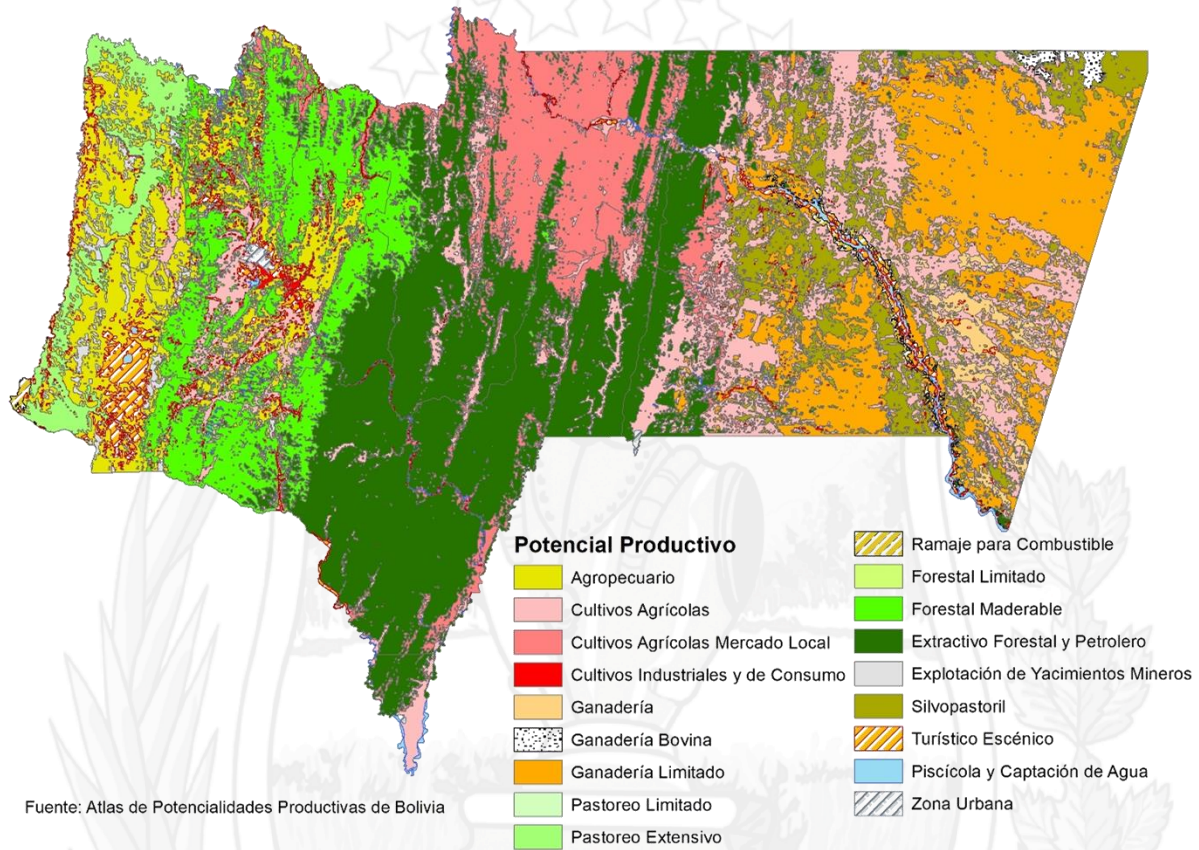 Potencial Productivo
Agropecuario
Cultivos Agrícolas
Cultivos Agrícolas Mercado Local
Cultivos Industriales y de Consumo
Ganadería
Ganadería Bovina
Ganadería Limitado
Pastoreo Limitado
Pastoreo Extensivo
Ramaje para Combustible
Forestal Limitado
Forestal Maderable
Extractivo Forestal y Petrolero
Explotación de Yacimientos Mineros
Silvopastoril
Turístico Escénico
Piscícola y Captación de Agua
Zona Urbana
Fuente: Atlas de Potencialidades Productivas de Bolivia